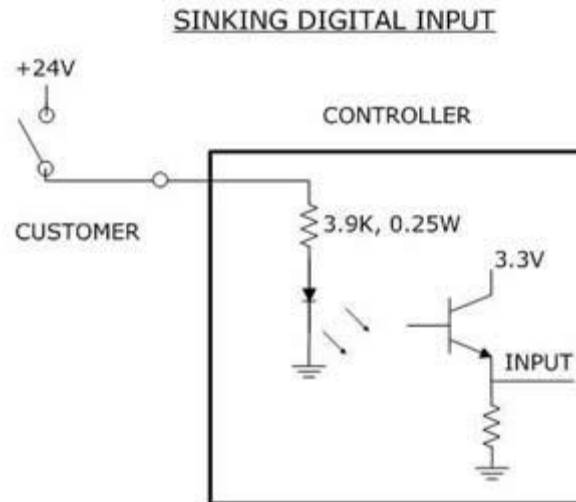 SINKING DIGITAL INPUT
+24V
CONTROLLER
CUSTOMER
3.9K, 0.25W
3.3V
INPUT